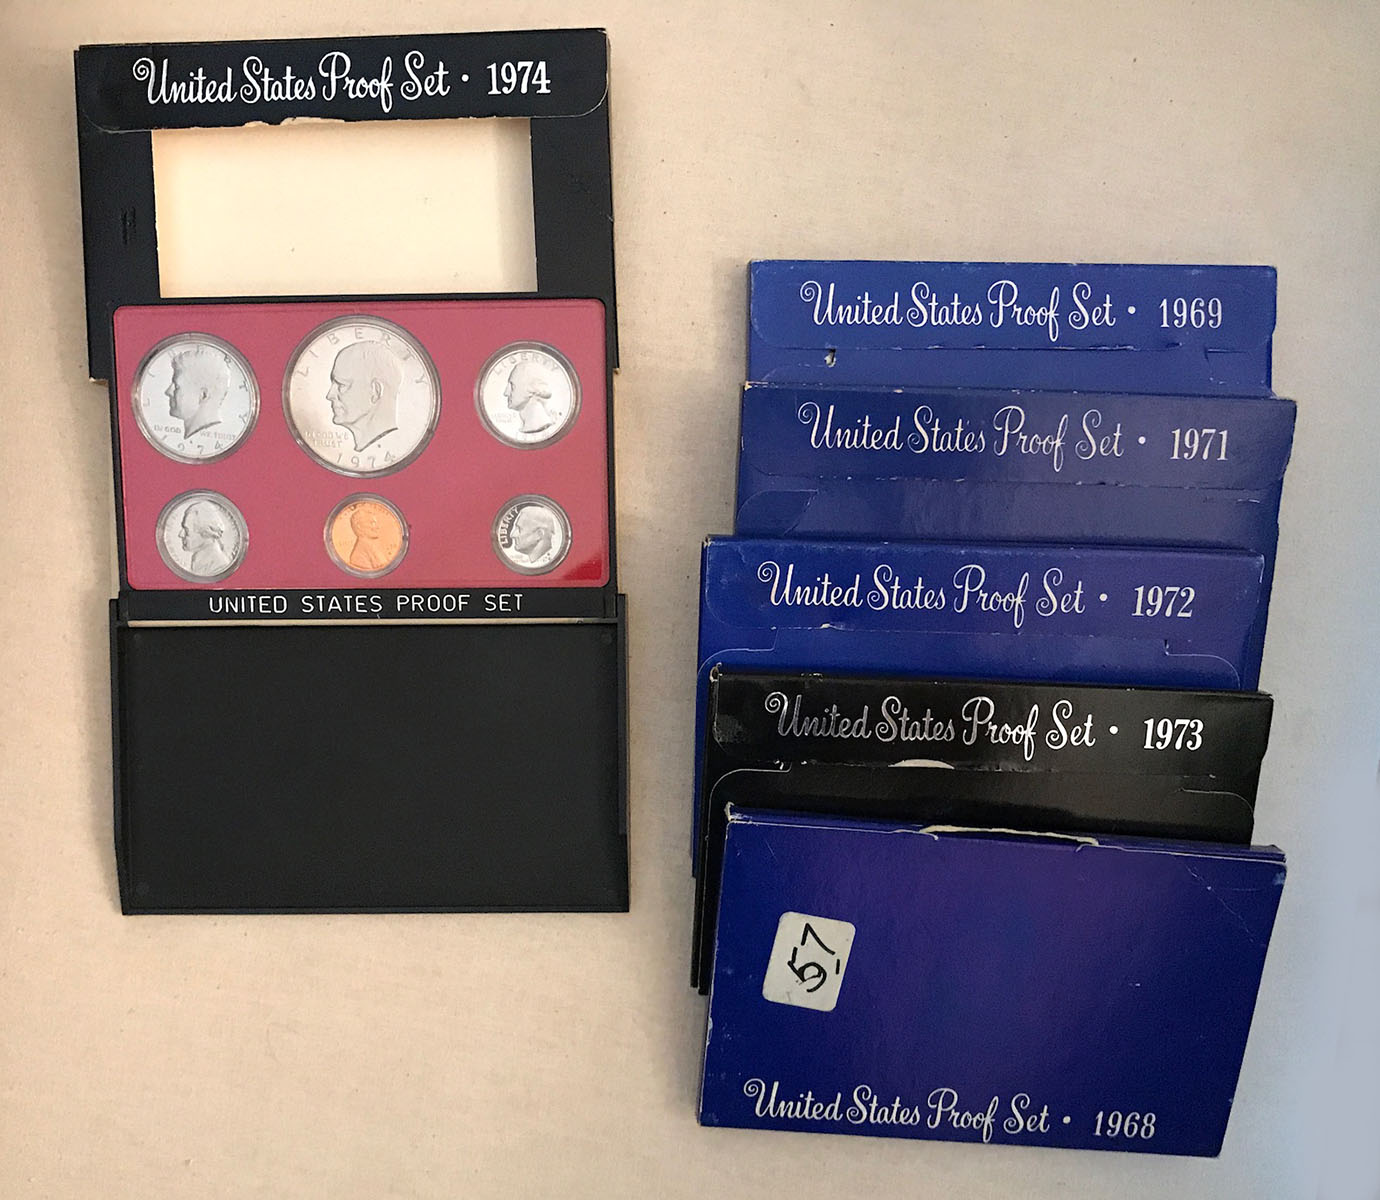 United States Proof Set · 1974
LIBERTY
IN GOD WE TRUST
1974
LIBERTY
IN GOD WE
TRUST
1974
LIBERTY
LIBERTY
UNITED STATES PROOF SET
United States Proof Set · 1969
United States Proof Set · 1971
United States Proof Set · 1972
United States Proof Set · 1973
57
United States Proof Set · 1968